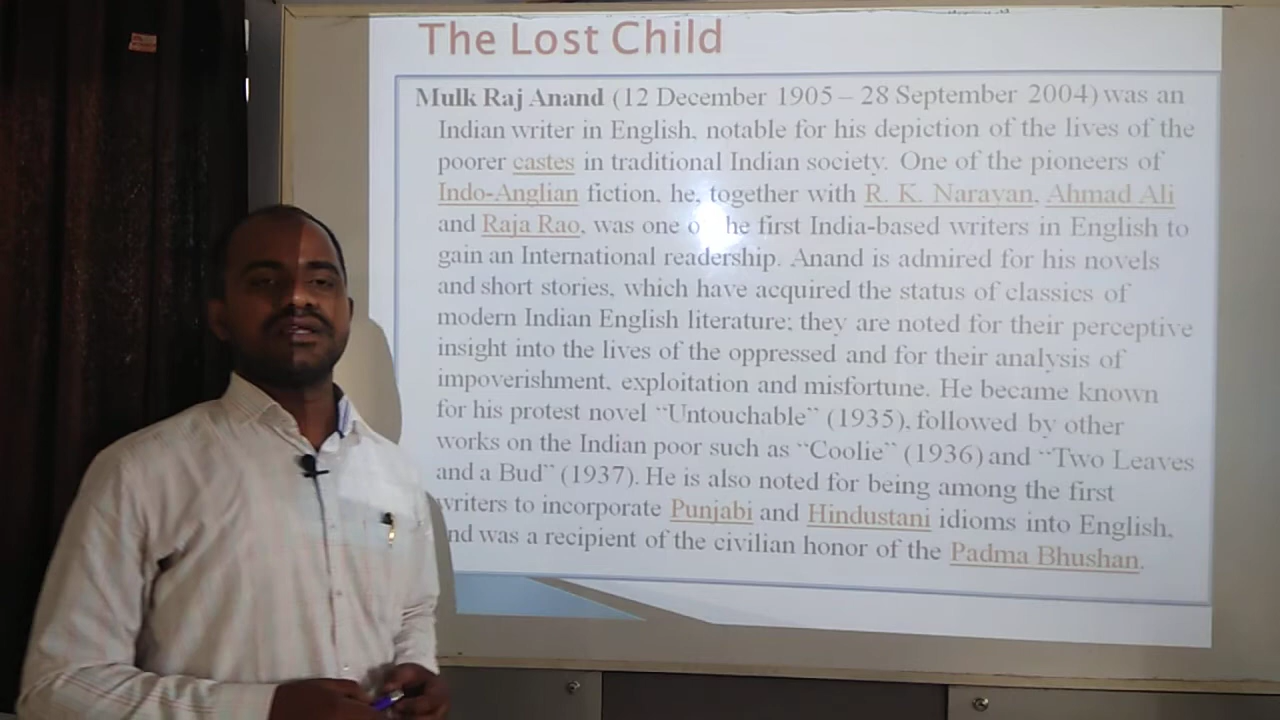 The Lost Child
Mulk Raj Anand (12 December 1905 – 28 September 2004) was an
Indian writer in English, notable for his depiction of the lives of the
poorer castes in traditional Indian society. One of the pioneers of
Indo-Anglian fiction, he, together with R. K. Narayan, Ahmad Ali
and Raja Rao, was one o he first India-based writers in English to
gain an International readership. Anand is admired for his novels
and short stories, which have acquired the status of classics of
modern Indian English literature; they are noted for their perceptive
insight into the lives of the oppressed and for their analysis of
impoverishment, exploitation and misfortune. He became known
for his protest novel “Untouchable” (1935), followed by other
works on the Indian poor such as “Coolie” (1936) and “Two Leaves
and a Bud” (1937). He is also noted for being among the first
writers to incorporate Punjabi and Hindustani idioms into English,
nd was a recipient of the civilian honor of the Padma Bhushan.